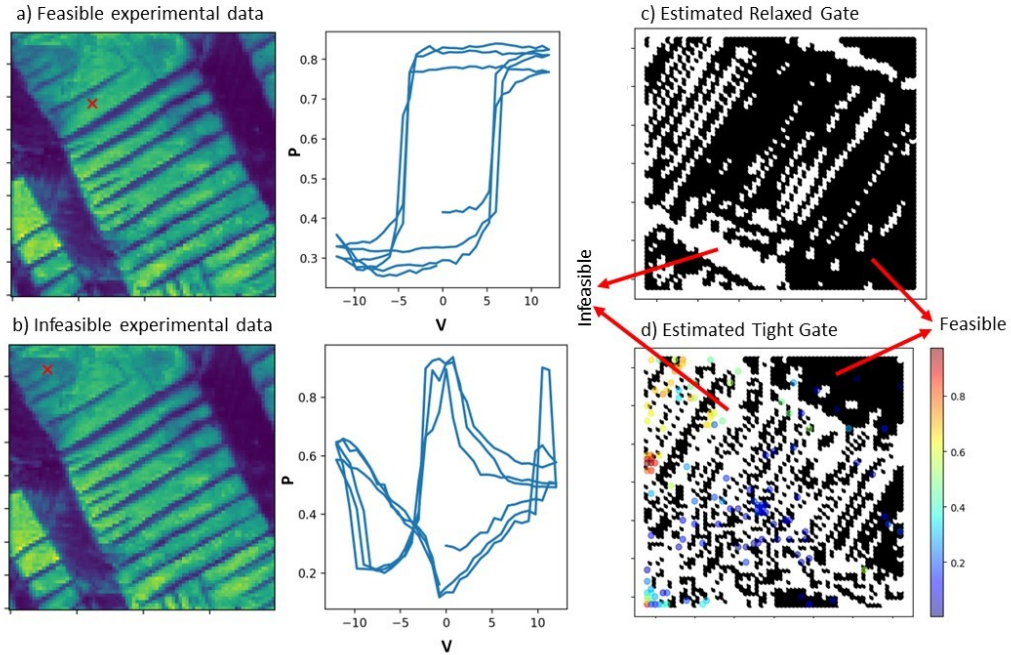 a) Feasible experimental data
0.8
0.7
0.6
0.5
0.4
0.3
P
−10 −5 0 5 10
V
b) Infeasible experimental data
0.8
0.6
0.4
0.2
P
−10 −5 0 5 10
V
c) Estimated Relaxed Gate
Infeasible
Feasible
d) Estimated Tight Gate
0.8
0.6
0.4
0.2